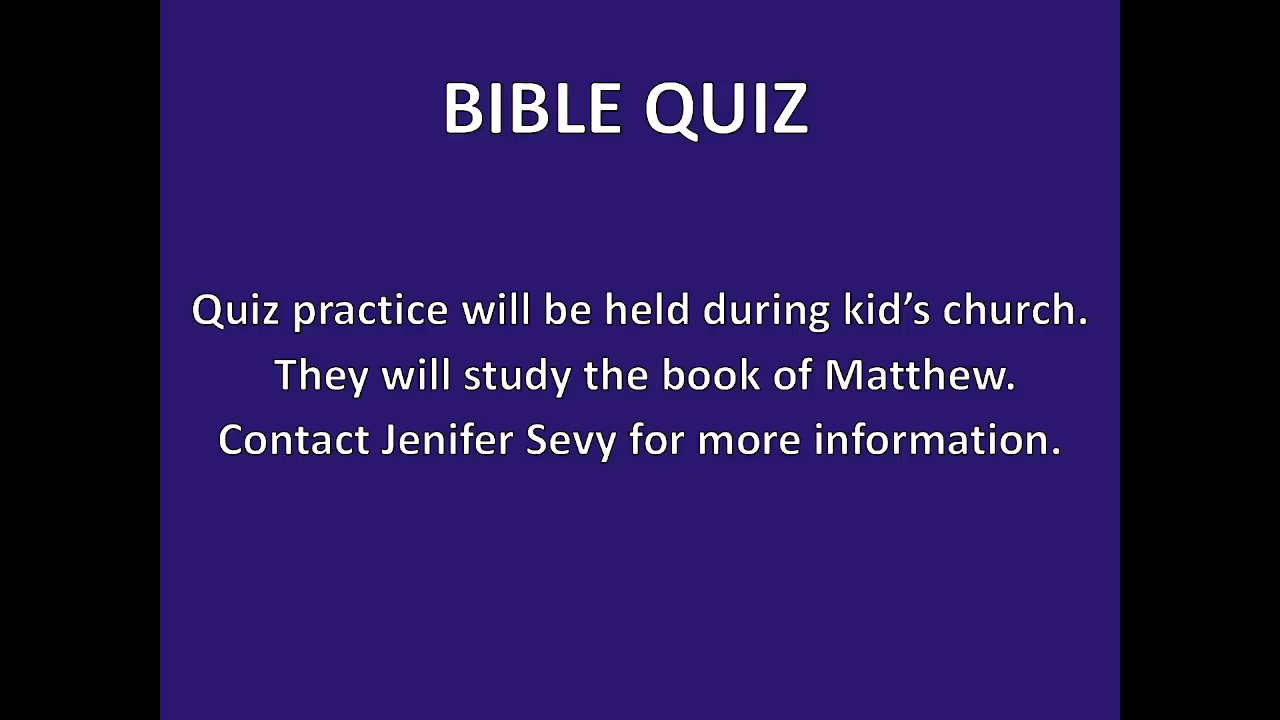 BIBLE QUIZ
Quiz practice will be held during kid’s church.
They will study the book of Matthew.
Contact Jenifer Sevy for more information.